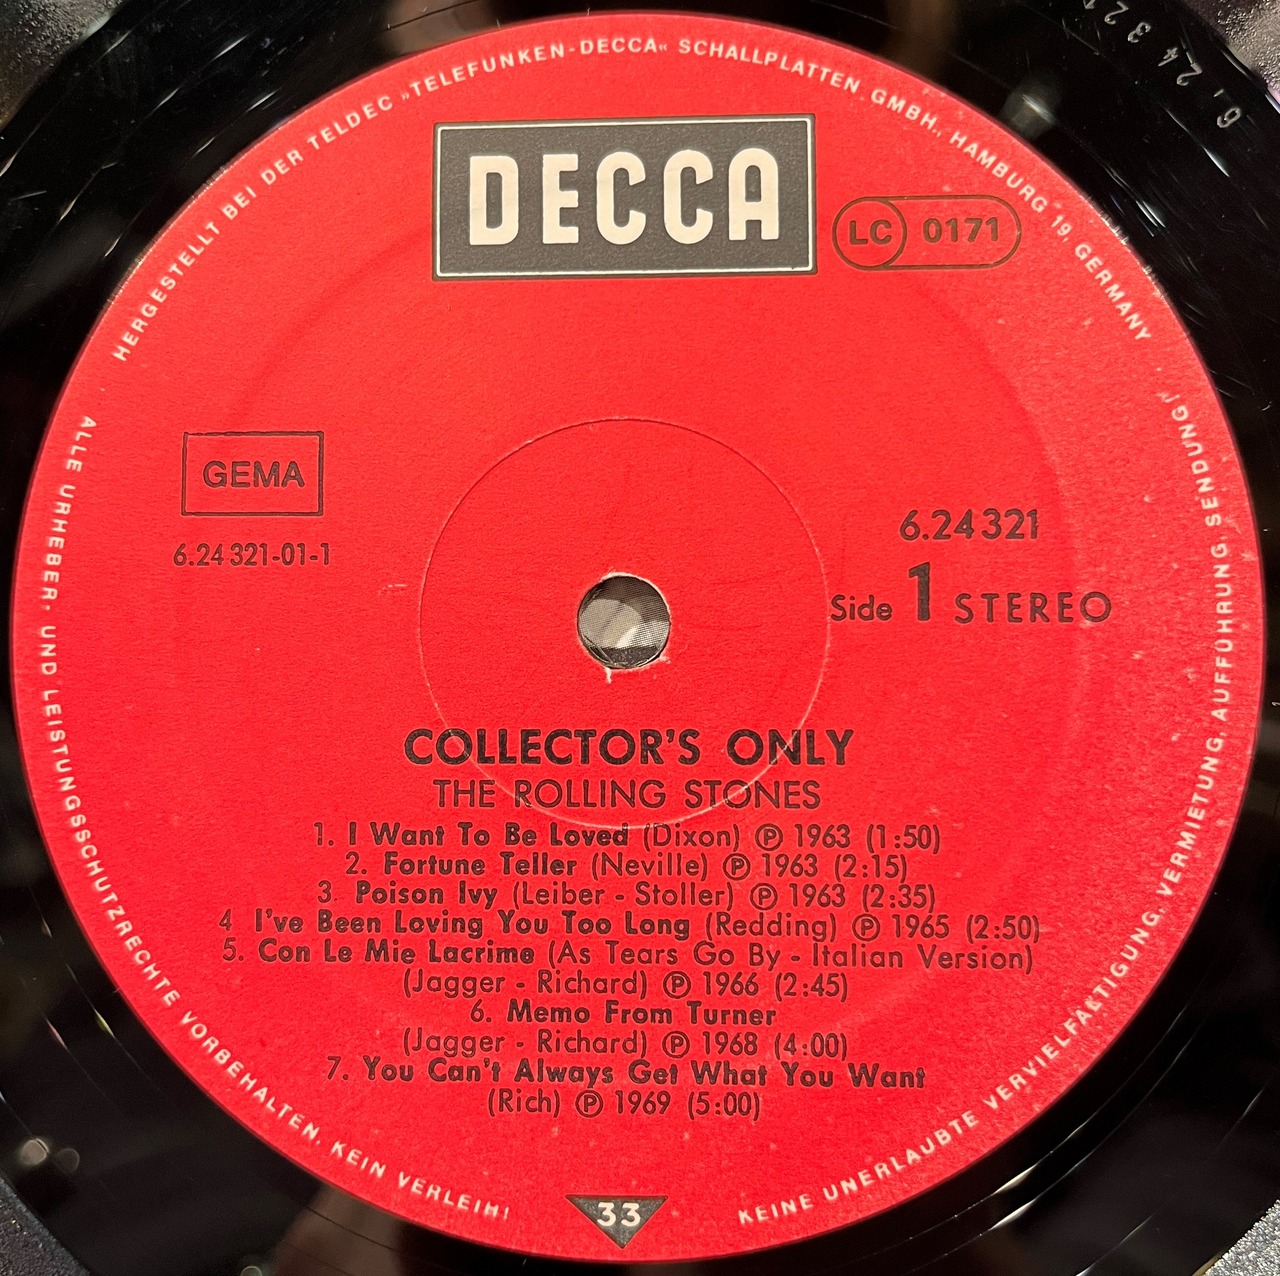 HERGESTELLT BEI DER TELDEC »TELEFUNKEN-DECCA« SCHALLPLATTEN GMBH., HAMBURG 19, GERMANY
6.24321
DECCA
LC 0171
GEMA
6.24 321-01-1
6.24 321
Side 1 STEREO
COLLECTOR'S ONLY
THE ROLLING STONES
1. I Want To Be Loved (Dixon) Ⓟ 1963 (1:50)
2. Fortune Teller (Neville) Ⓟ 1963 (2:15)
3. Poison Ivy (Leiber - Stoller) Ⓟ 1963 (2:35)
4 I've Been Loving You Too Long (Redding) Ⓟ 1965 (2:50)
5. Con Le Mie Lacrime (As Tears Go By - Italian Version)
(Jagger - Richard) Ⓟ 1966 (2:45)
6. Memo From Turner
(Jagger - Richard) Ⓟ 1968 (4:00)
7. You Can't Always Get What You Want
(Rich) Ⓟ 1969 (5:00)
33
ALLE URHEBER- UND LEISTUNGSSCHUTZRECHTE VORBEHALTEN. KEIN VERLEIH!
KEINE UNERLAUBTE VERVIELFÄLTIGUNG, VERMIETUNG, AUFFÜHRUNG, SENDUNG!